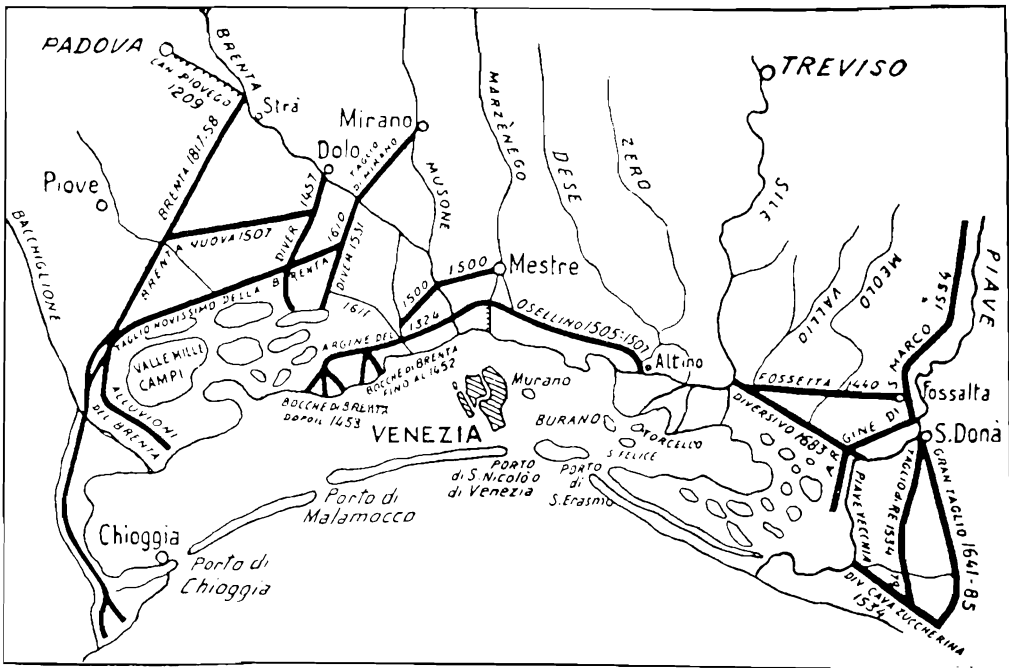 PADOVA
CAN. PIOVEGO
1209
BRENTA
Strà
Mirano
TREVISO
Piove
BRENTA 1817-58
Dolo
TAGLIO
DI MIRANO
MUSONE
MARZÈNEGO
DESE
ZERO
SILE
VALLIO
MEOLO
PIAVE
BACCHIGLIONE
BRENTA NUOVA 1507
DIVER 1457
1610
DIVER 1531
TAGLIO NOVISSIMO DELLA BRENTA
1611
1500
1500
Mestre
ARGINE DEL 1324
OSELLINO 1505-1507
Altino
FOSSETTA 1440
S MARCO 1534
Fossalta
ARGINE DI
DIVERSIVO 1683
S. Donà
VALLE MILLE
CAMPI
ALLUVIONI
DEL BRENTA
BOCCHE DI BRENTA
DOPO IL 1453
BOCCHE DI BRENTA
FINO AL 1452
VENEZIA
Murano
BURANO
TORCELLO
S. FELICE
PORTO
di S. Nicolò
di Venezia
PORTO
di
S. Erasmo
Porto di
Malamocco
Chioggia
Porto di
Chioggia
PIAVE VECCHIA
TAGLIO di RE 1534
79
GRAN TAGLIO 1641-85
DIV. CAVA ZUCCHERINA
1534